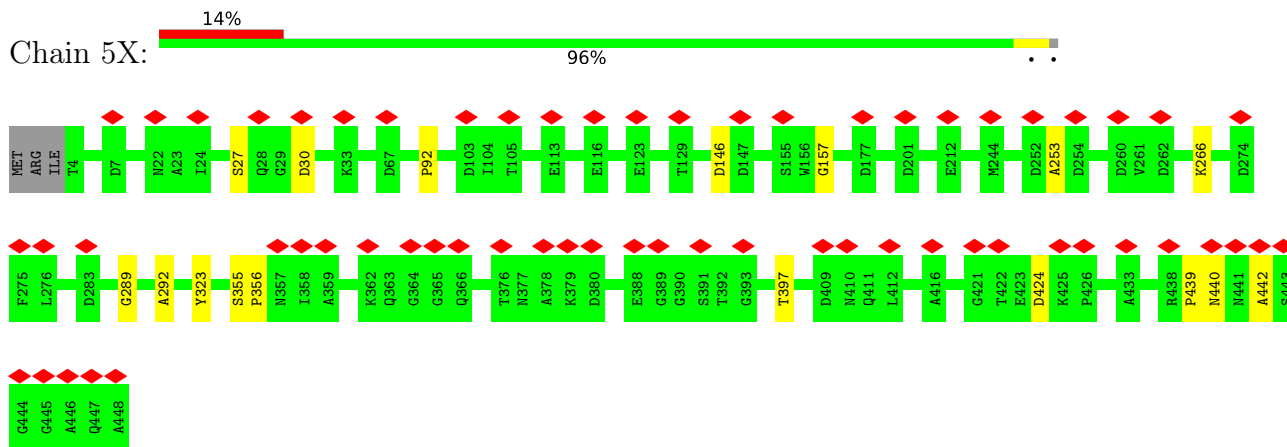 14%
Chain 5X:
96%
. .
MET ARG ILE T4 D7 N22 A23 I24 S27 Q28 G29 D30 K33 D67 P92 D103 I104 T105 E113 E116 E123 T129 D146 D147 S155 W156 G157 D177 D201 E212 M244 D252 A253 D254 D260 V261 D262 K266 D274
F275 L276 D283 G289 A292 Y323 S355 P356 N357 I358 A359 K362 Q363 G364 G365 Q366 T376 N377 A378 K379 D380 E388 G389 G390 S391 T392 G393 T397 D409 N410 Q411 L412 A416 G421 T422 E423 D424 K425 P426 A433 R438 P439 N440 N441 A442 S443
G444 G445 A446 Q447 A448